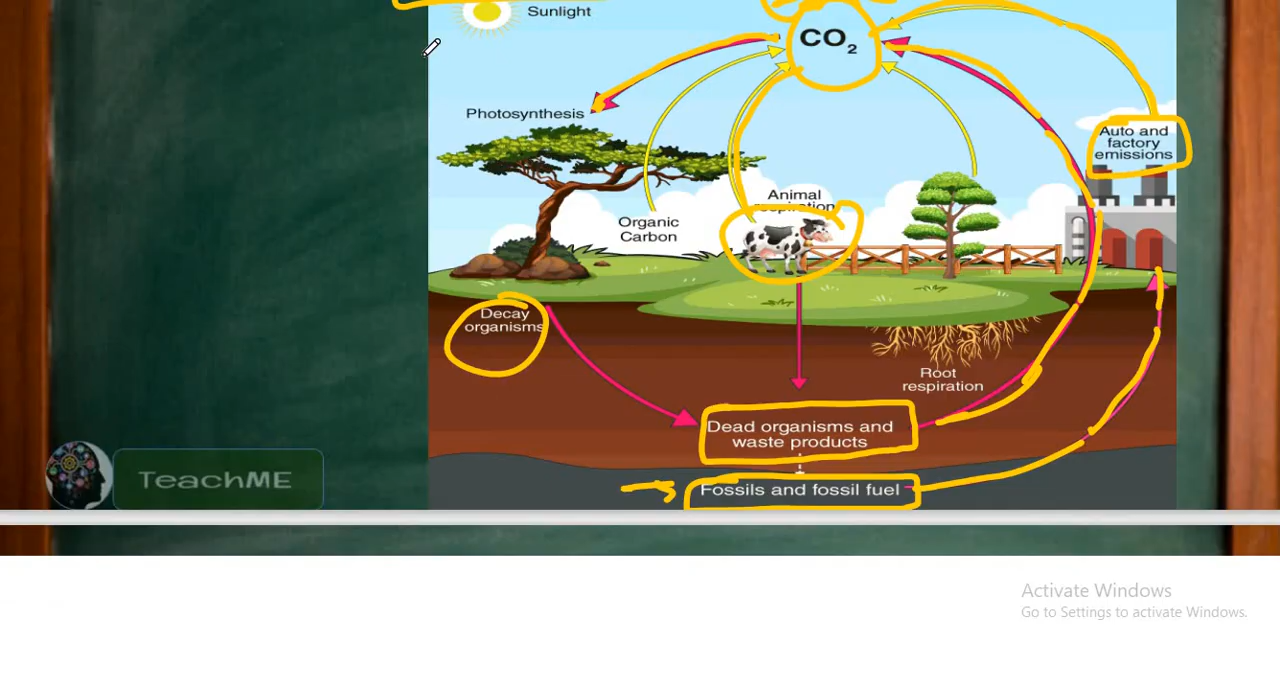 Sunlight
CO2
Photosynthesis
Auto and
factory
emissions
Animal
respiration
Organic
Carbon
Decay
organisms
Root
respiration
Dead organisms and
waste products
Fossils and fossil fuel
TeachME
Activate Windows
Go to Settings to activate Windows.